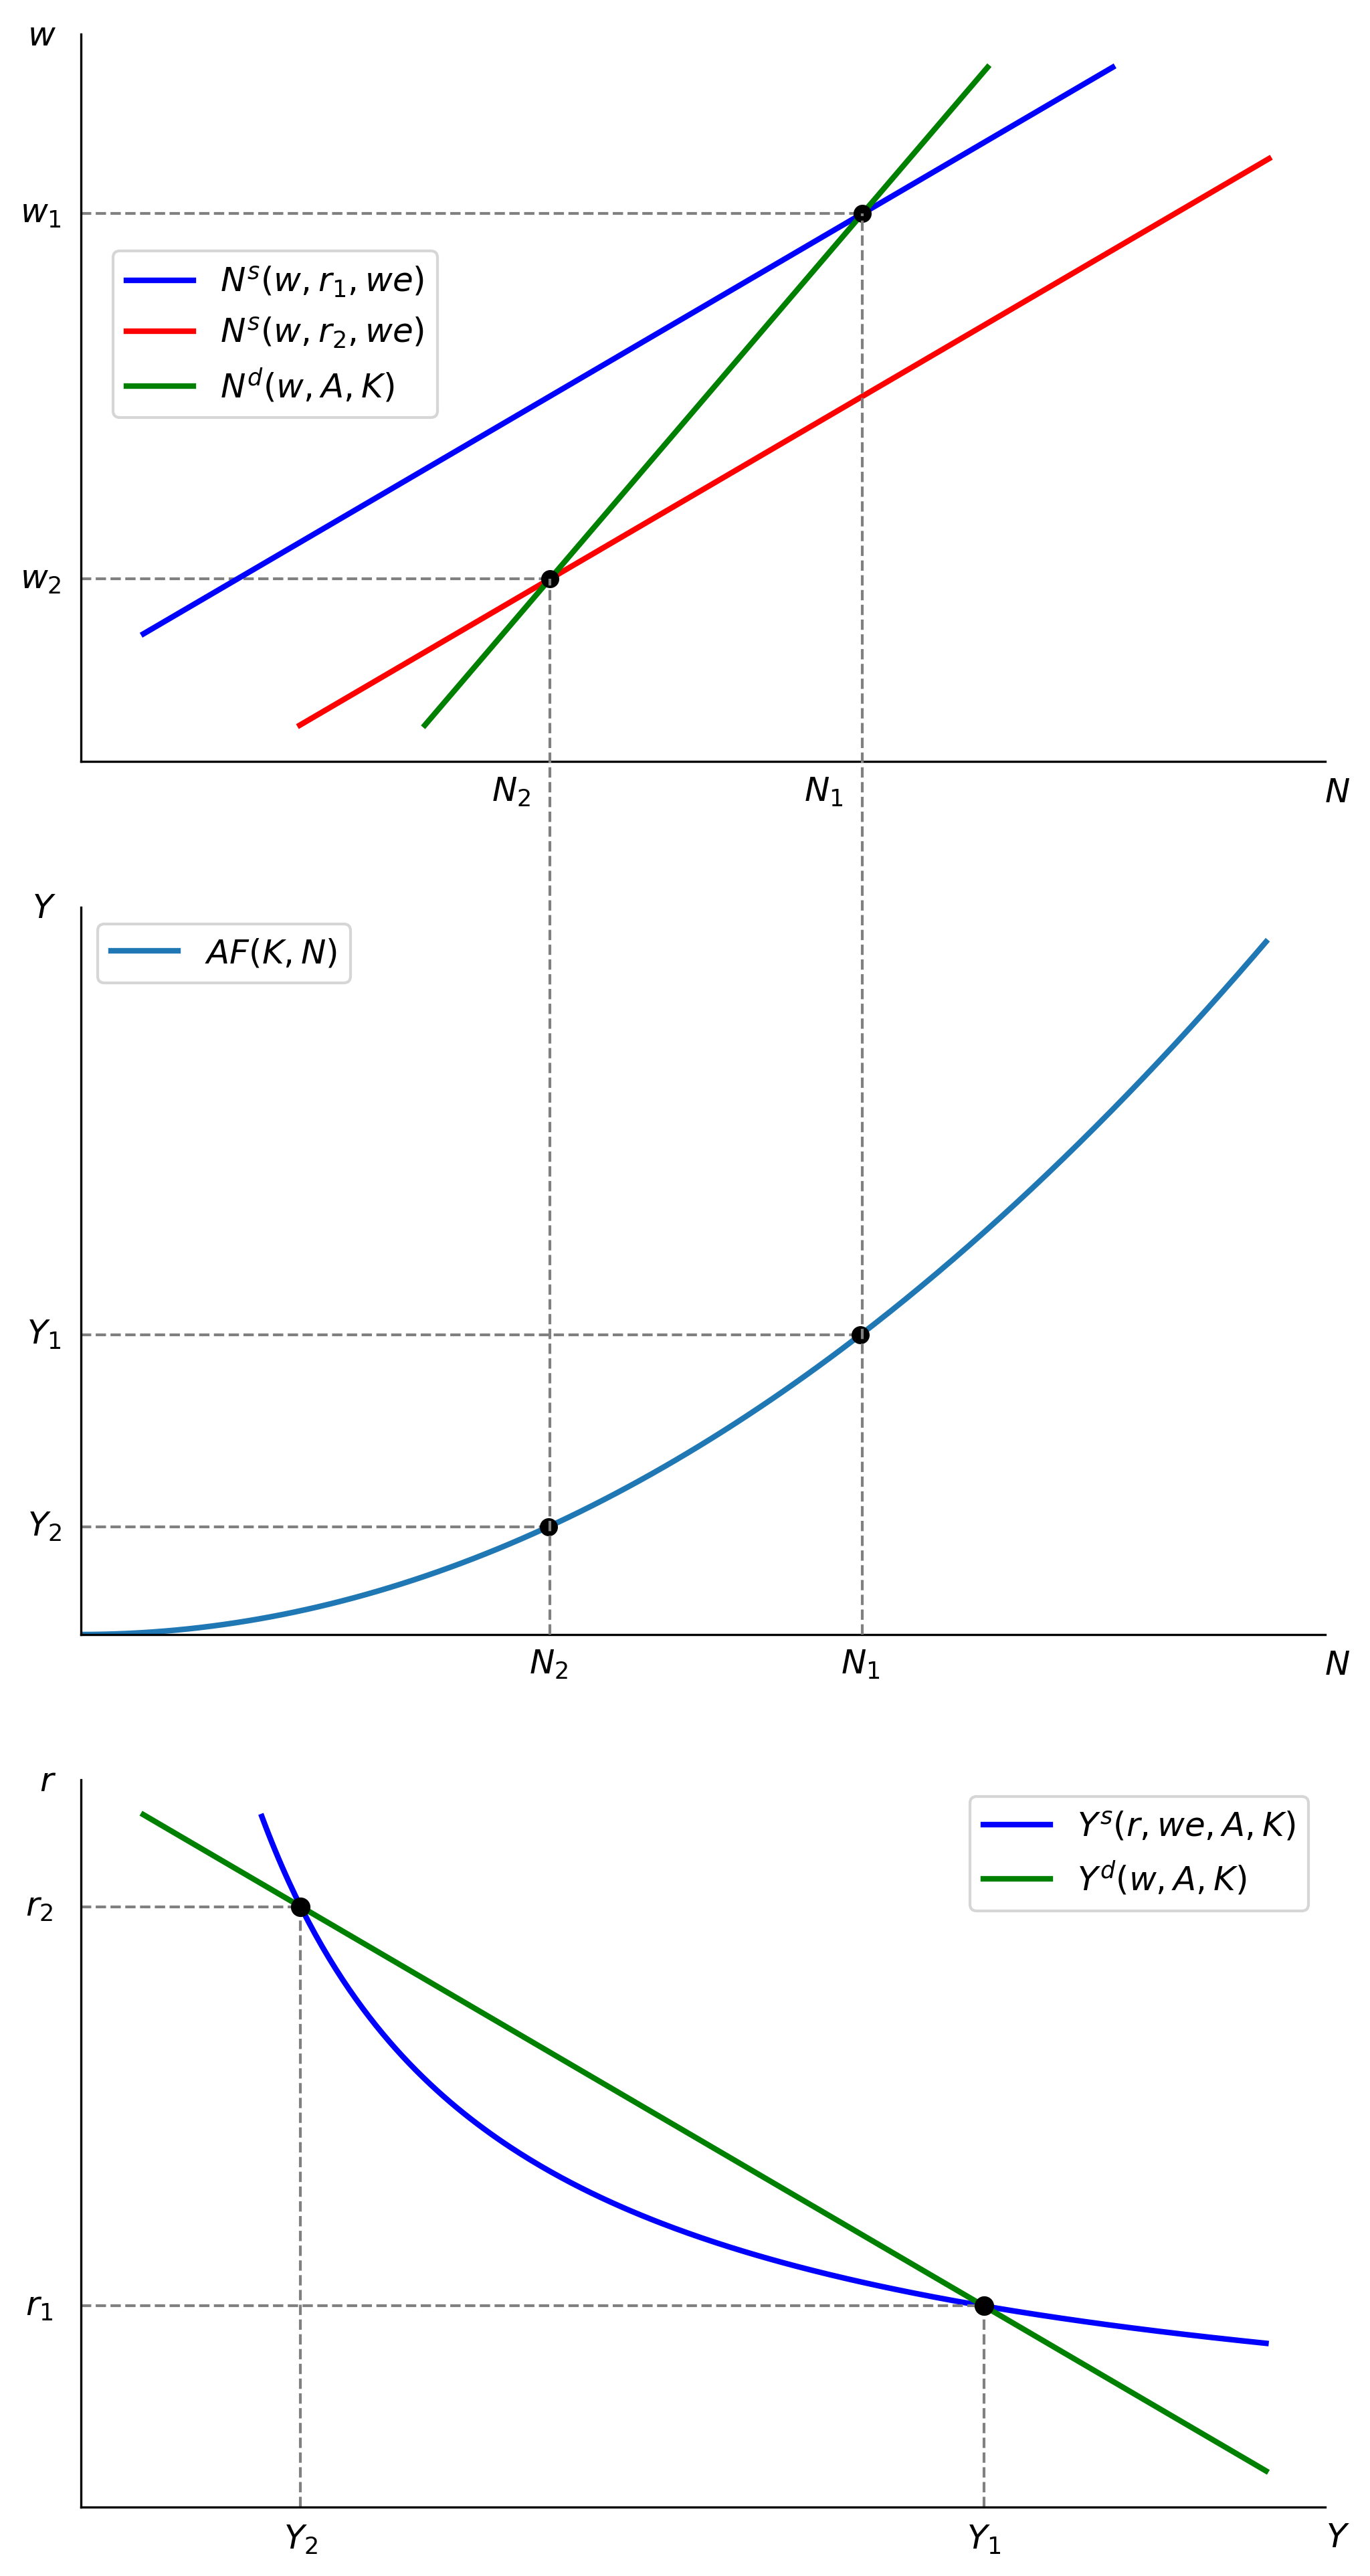 w
w₁
Nˢ(w, r₁, we)
Nˢ(w, r₂, we)
Nᵈ(w, A, K)
w₂
N₂ N₁ N
Y
AF(K, N)
Y₁
Y₂
N₂ N₁ N
r
Yˢ(r, we, A, K)
Yᵈ(w, A, K)
r₂
r₁
Y₂ Y₁ Y